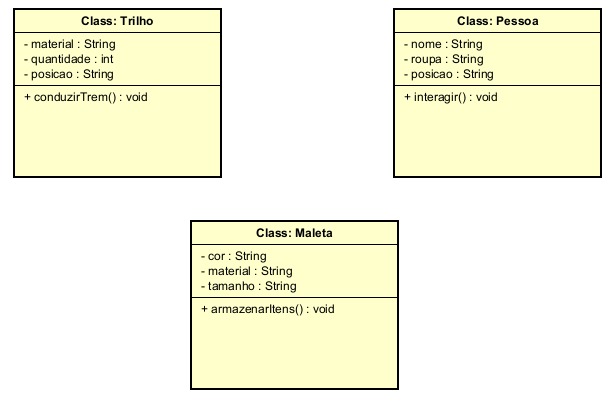 Class: Trilho
- material : String
- quantidade : int
- posicao : String
+ conduzirTrem() : void
Class: Pessoa
- nome : String
- roupa : String
- posicao : String
+ interagir() : void
Class: Maleta
- cor : String
- material : String
- tamanho : String
+ armazenarItens() : void